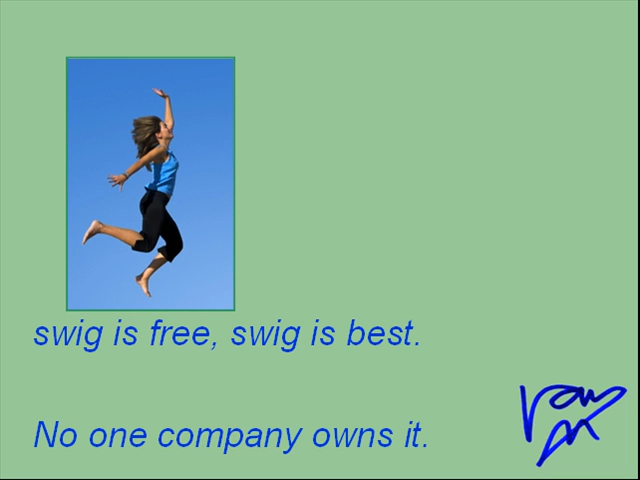 swig is free, swig is best.
No one company owns it.